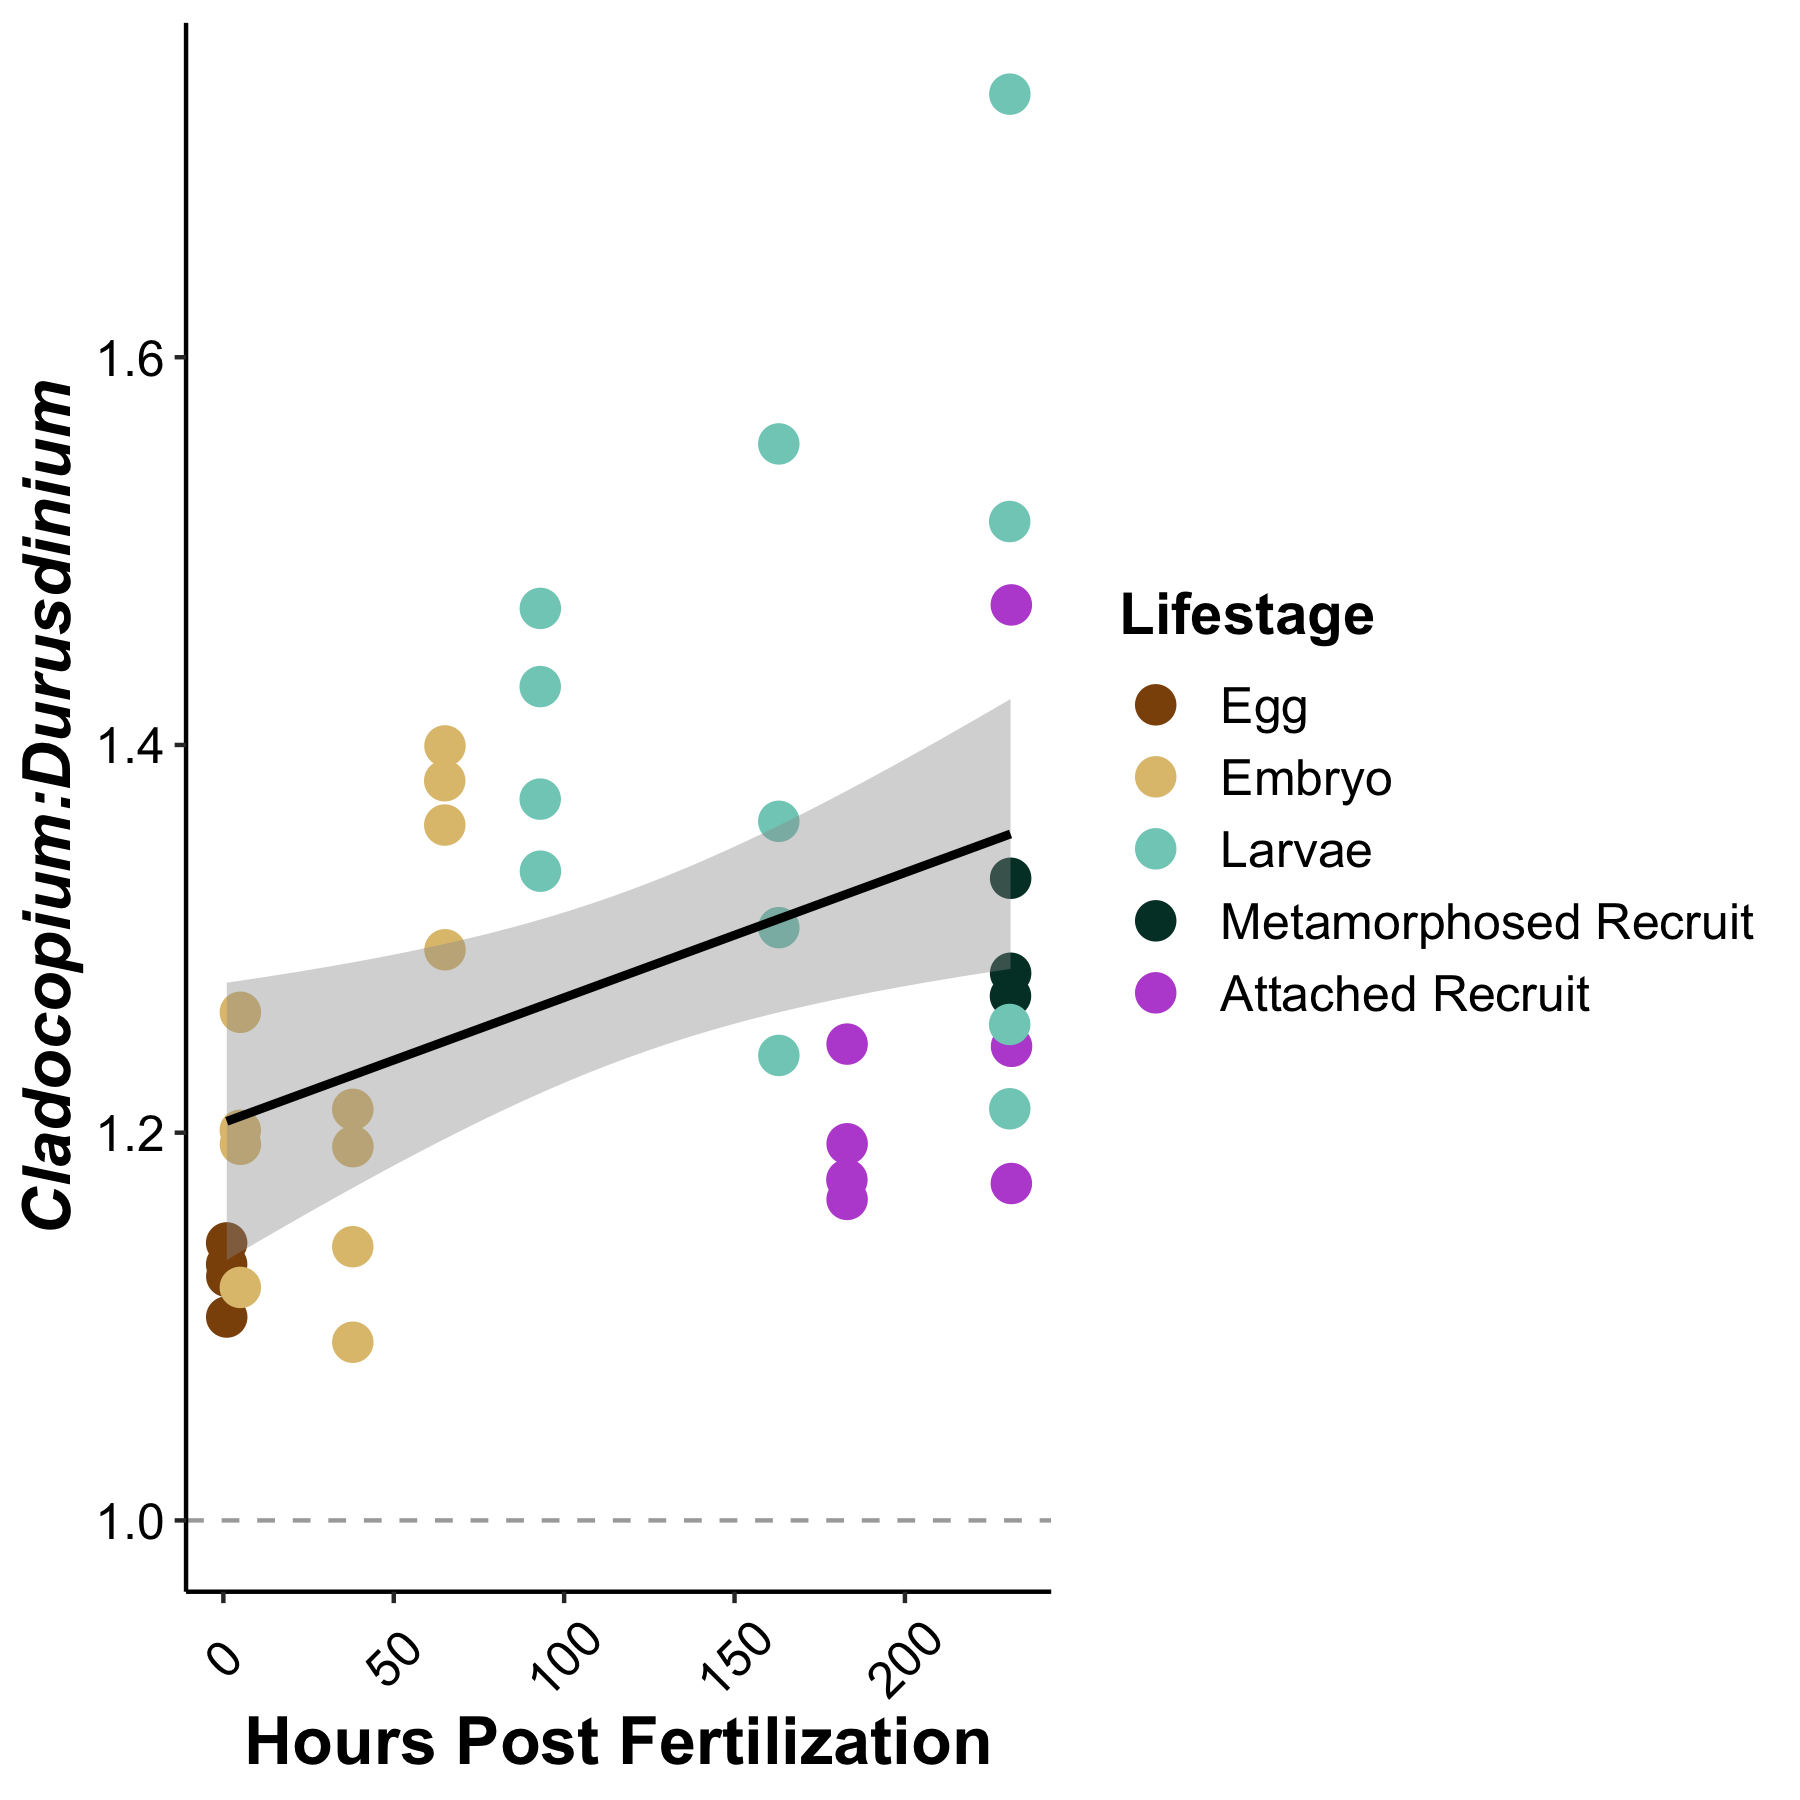 Cladocopium:Durusdinium
1.6
1.4
1.2
1.0
0
50
100
150
200
Hours Post Fertilization
Lifestage
Egg
Embryo
Larvae
Metamorphosed Recruit
Attached Recruit